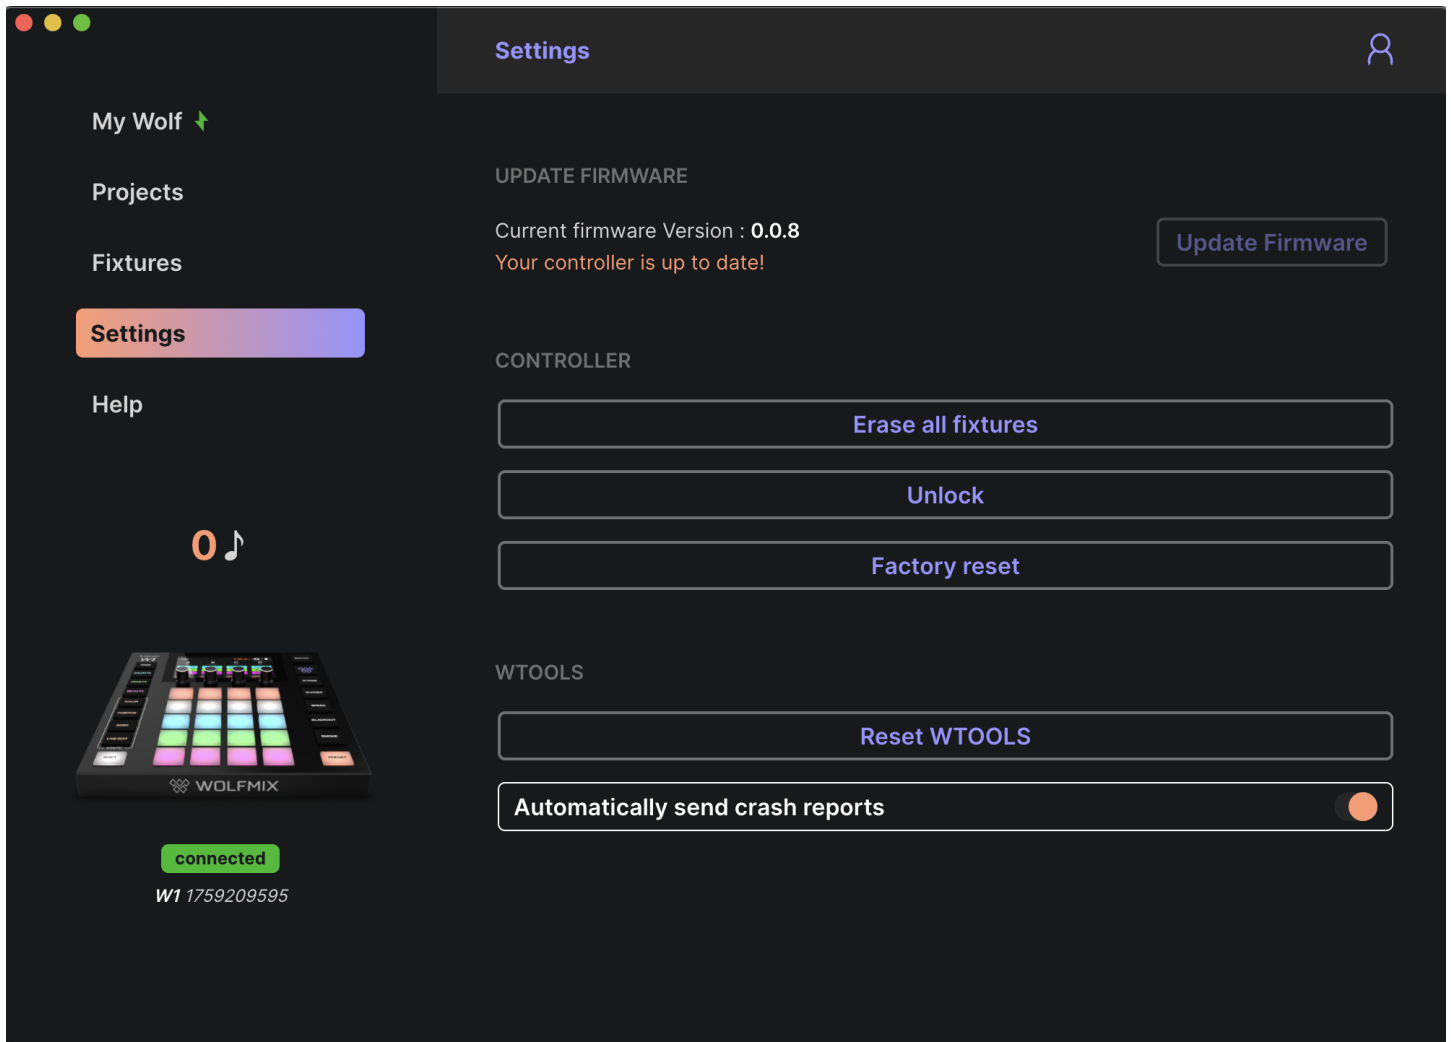 Settings
My Wolf
Projects
Fixtures
Settings
Help
0
WOLFMIX
connected
W1 1759209595
UPDATE FIRMWARE
Current firmware Version : 0.0.8
Your controller is up to date!
Update Firmware
CONTROLLER
Erase all fixtures
Unlock
Factory reset
WTOOLS
Reset WTOOLS
Automatically send crash reports